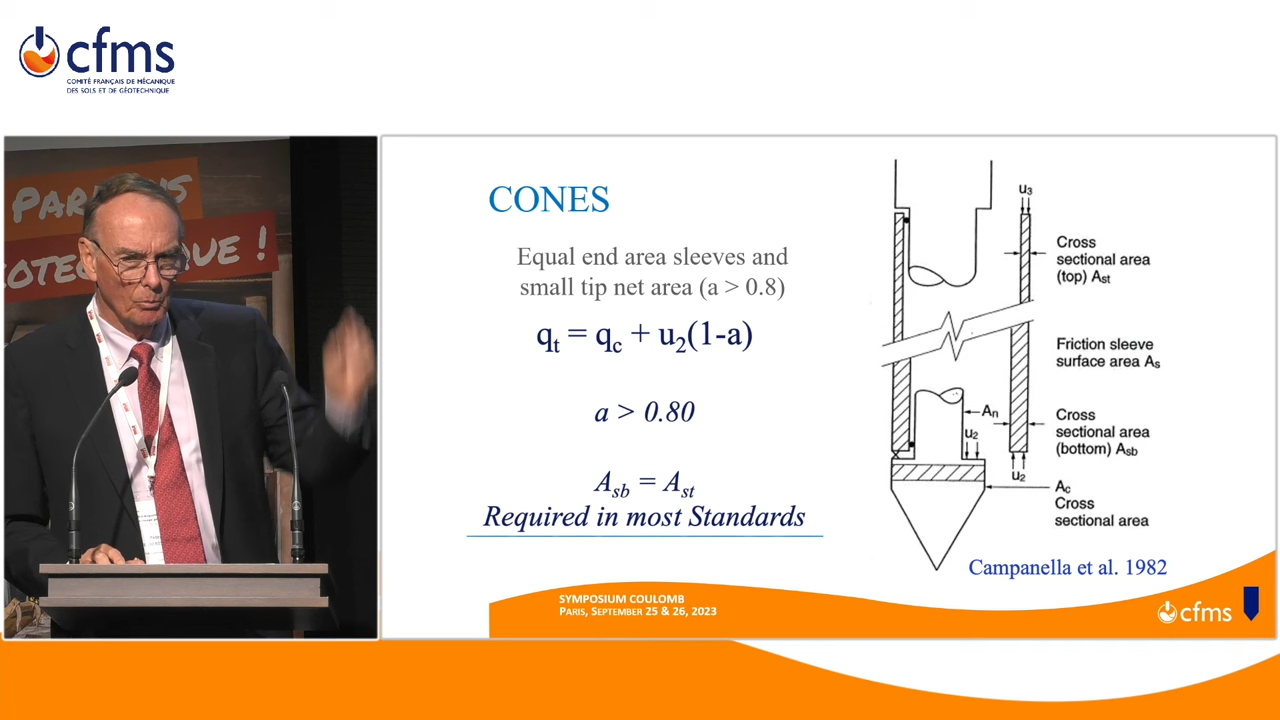 cfms
COMITÉ FRANÇAIS DE MÉCANIQUE
DES SOLS ET DE GÉOTECHNIQUE
CONES
Equal end area sleeves and
small tip net area (a > 0.8)
qt = qc + u2(1-a)
a > 0.80
Asb = Ast
Required in most Standards
u3
Cross
sectional area
(top) Ast
Friction sleeve
surface area As
An
u2
Cross
sectional area
(bottom) Asb
u2
Ac
Cross
sectional area
Campanella et al. 1982
SYMPOSIUM COULOMB
PARIS, SEPTEMBER 25 & 26, 2023
cfms